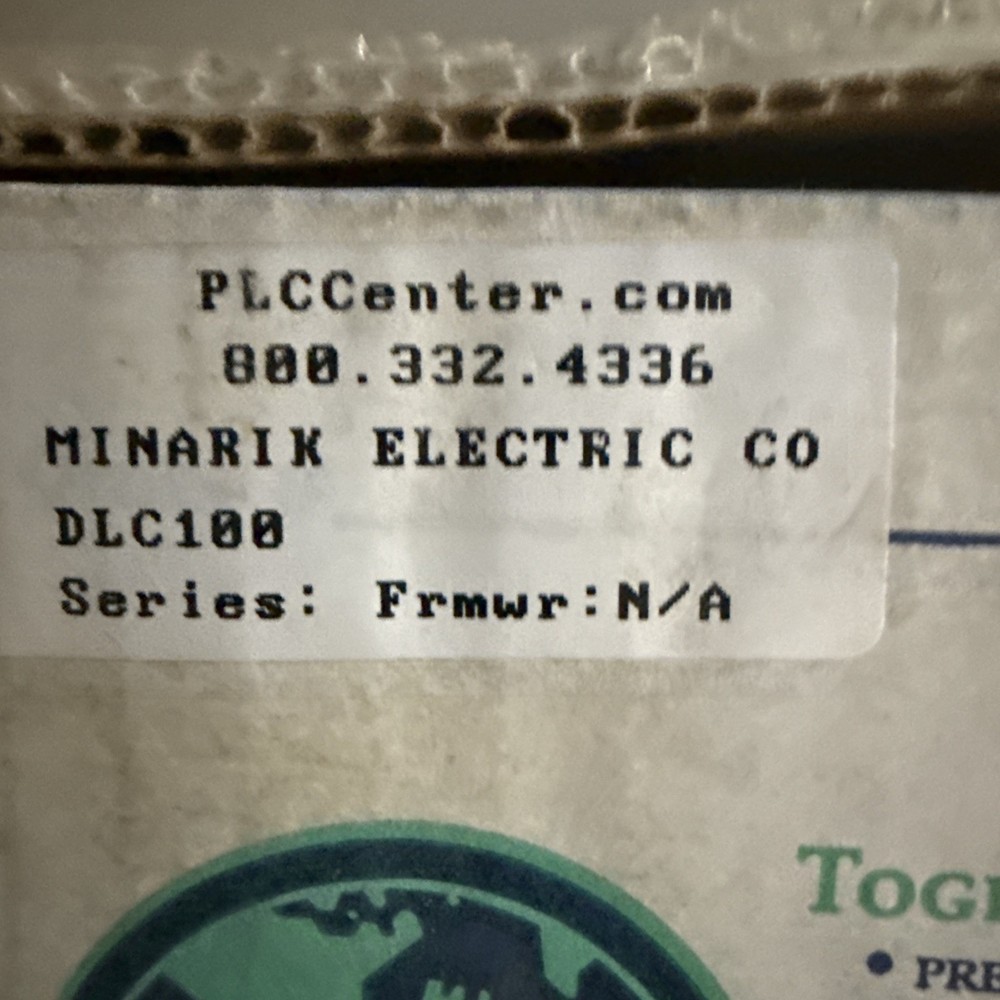 PLCCenter.com
800.332.4336
MINARIK ELECTRIC CO
DLC100
Series: Frmwr:N/A